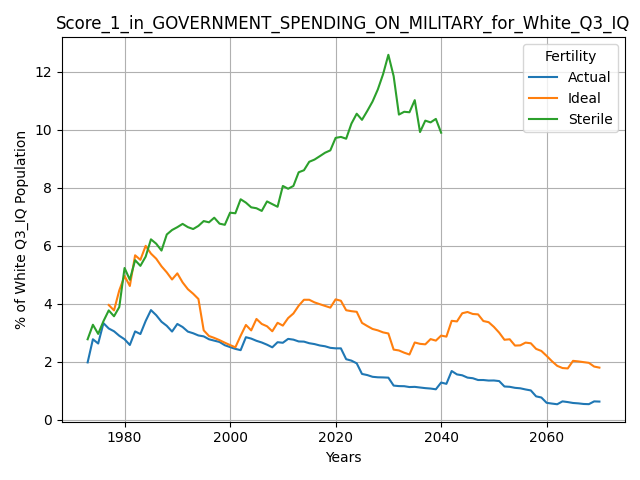 Score_1_in_GOVERNMENT_SPENDING_ON_MILITARY_for_White_Q3_IQ
% of White Q3_IQ Population
12
10
8
6
4
2
0
Fertility
Actual
Ideal
Sterile
1980
2000
2020
2040
2060
Years